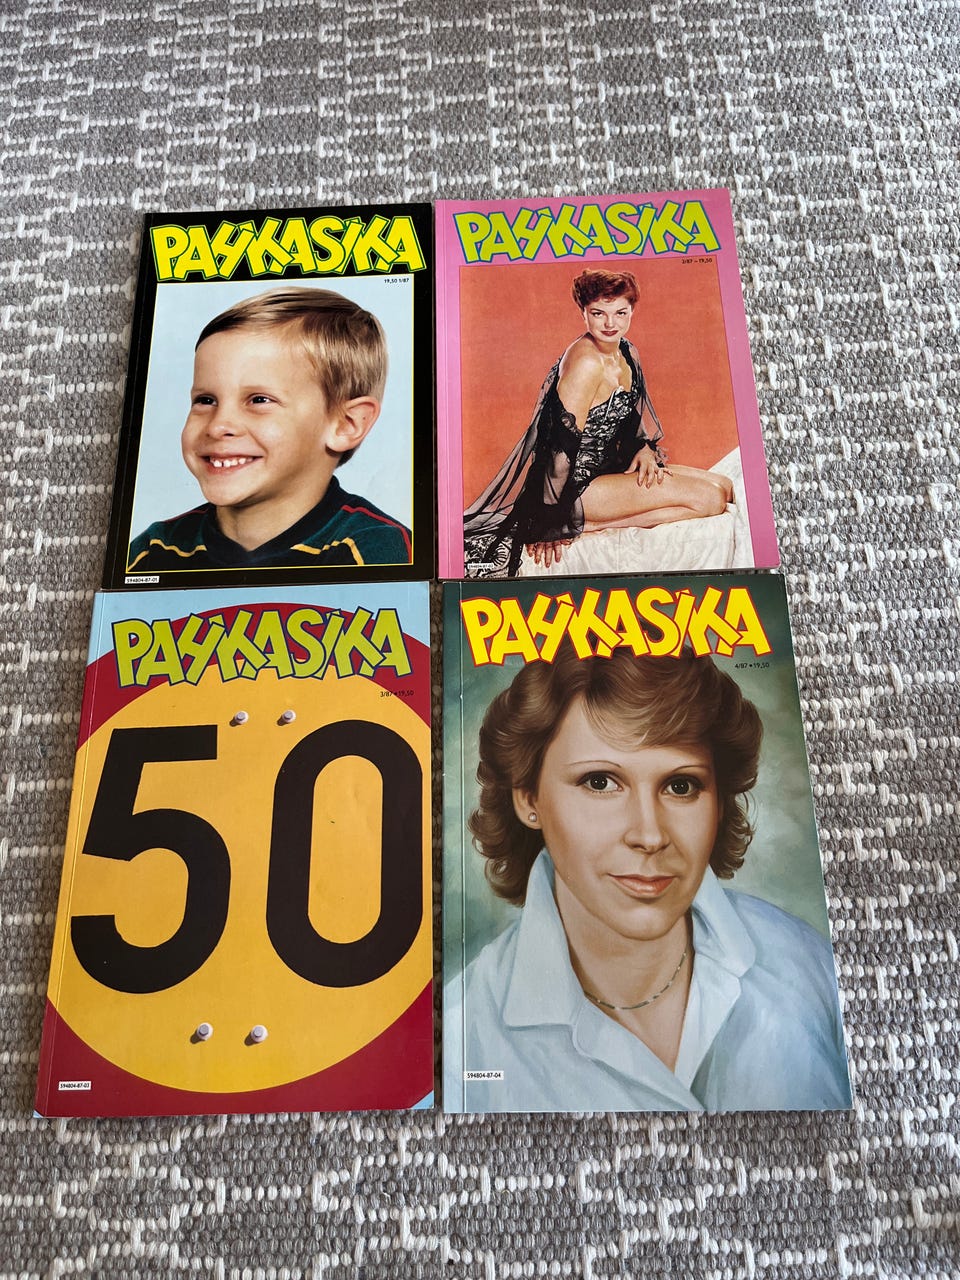 PAHKASIKA
19,50 1/87
594804-87-01
PAHKASIKA
2/87 – 19,50
PAHKASIKA
3/87 • 19,50
50
594804-87-03
PAHKASIKA
4/87 • 19,50
594804-87-04